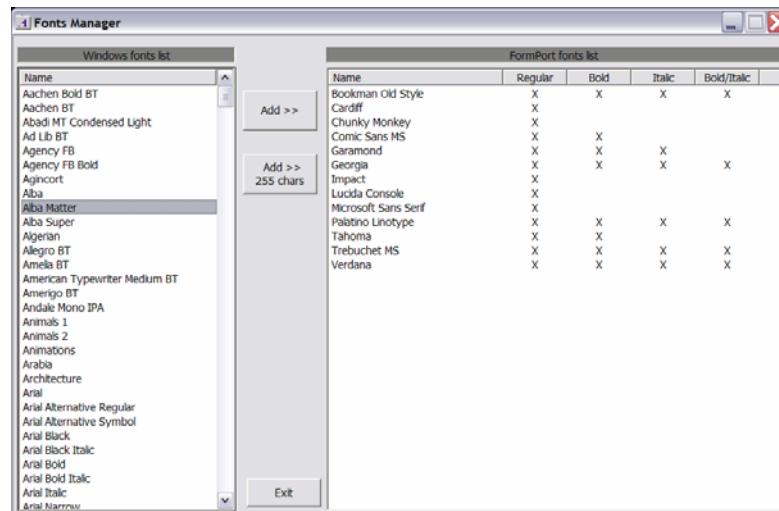 Fonts Manager
Windows fonts list
Name
Aachen Bold BT
Aachen BT
Abadi MT Condensed Light
Ad Lib BT
Agency FB
Agency FB Bold
Agincort
Alba
Alba Matter
Alba Super
Algerian
Allegro BT
Amelia BT
American Typewriter Medium BT
Amerigo BT
Andale Mono IPA
Animals 1
Animals 2
Animations
Arabia
Architecture
Arial
Arial Alternative Regular
Arial Alternative Symbol
Arial Black
Arial Black Italic
Arial Bold
Arial Bold Italic
Arial Italic
Arial Narrow
Add >>
Add >>
255 chars
Exit
FormPort fonts list
Name Regular Bold Italic Bold/Italic
Bookman Old Style X X X X
Cardiff X
Chunky Monkey X
Comic Sans MS X X
Garamond X X X
Georgia X X X X
Impact X
Lucida Console X
Microsoft Sans Serif X
Palatino Linotype X X X X
Tahoma X X
Trebuchet MS X X X X
Verdana X X X X